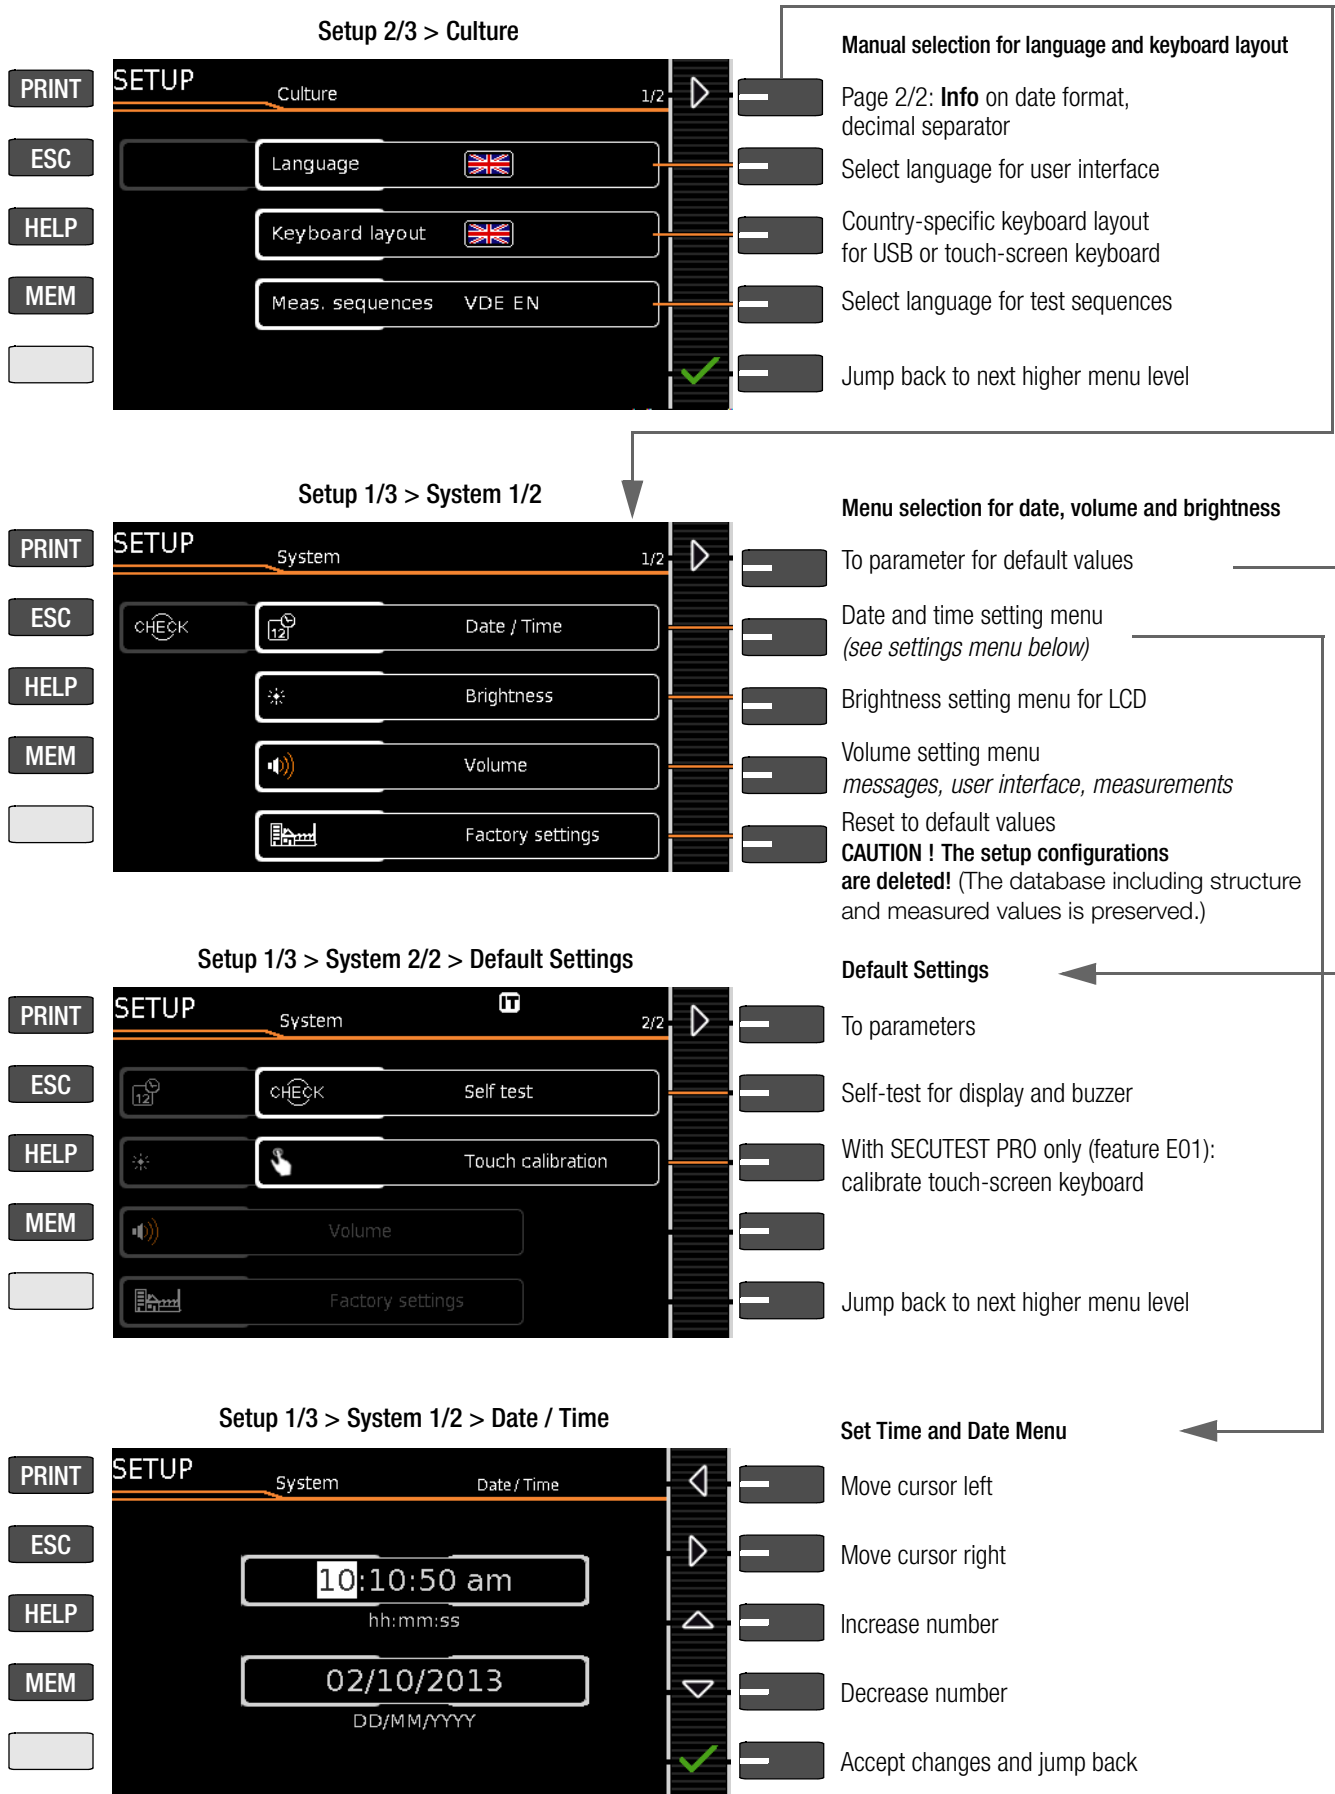 Setup 2/3 > Culture
Manual selection for language and keyboard layout
PRINT
SETUP
Culture
1/2
Page 2/2: Info on date format,
decimal separator
ESC
Language
Select language for user interface
HELP
Keyboard layout
Country-specific keyboard layout
for USB or touch-screen keyboard
MEM
Meas. sequences VDE EN
Select language for test sequences
Jump back to next higher menu level
Setup 1/3 > System 1/2
Menu selection for date, volume and brightness
PRINT
SETUP
System
1/2
To parameter for default values
ESC
CHECK
12
Date / Time
Date and time setting menu
(see settings menu below)
HELP
Brightness
Brightness setting menu for LCD
MEM
Volume
Volume setting menu
messages, user interface, measurements
Factory settings
Reset to default values
CAUTION ! The setup configurations
are deleted! (The database including structure
and measured values is preserved.)
Setup 1/3 > System 2/2 > Default Settings
Default Settings
PRINT
SETUP
System
IT
2/2
To parameters
ESC
12
CHECK
Self test
Self-test for display and buzzer
HELP
Touch calibration
With SECUTEST PRO only (feature E01):
calibrate touch-screen keyboard
MEM
Volume
Factory settings
Jump back to next higher menu level
Setup 1/3 > System 1/2 > Date / Time
Set Time and Date Menu
PRINT
SETUP
System
Date / Time
Move cursor left
ESC
10:10:50 am
Move cursor right
HELP
hh:mm:ss
Increase number
MEM
02/10/2013
Decrease number
DD/MM/YYYY
Accept changes and jump back